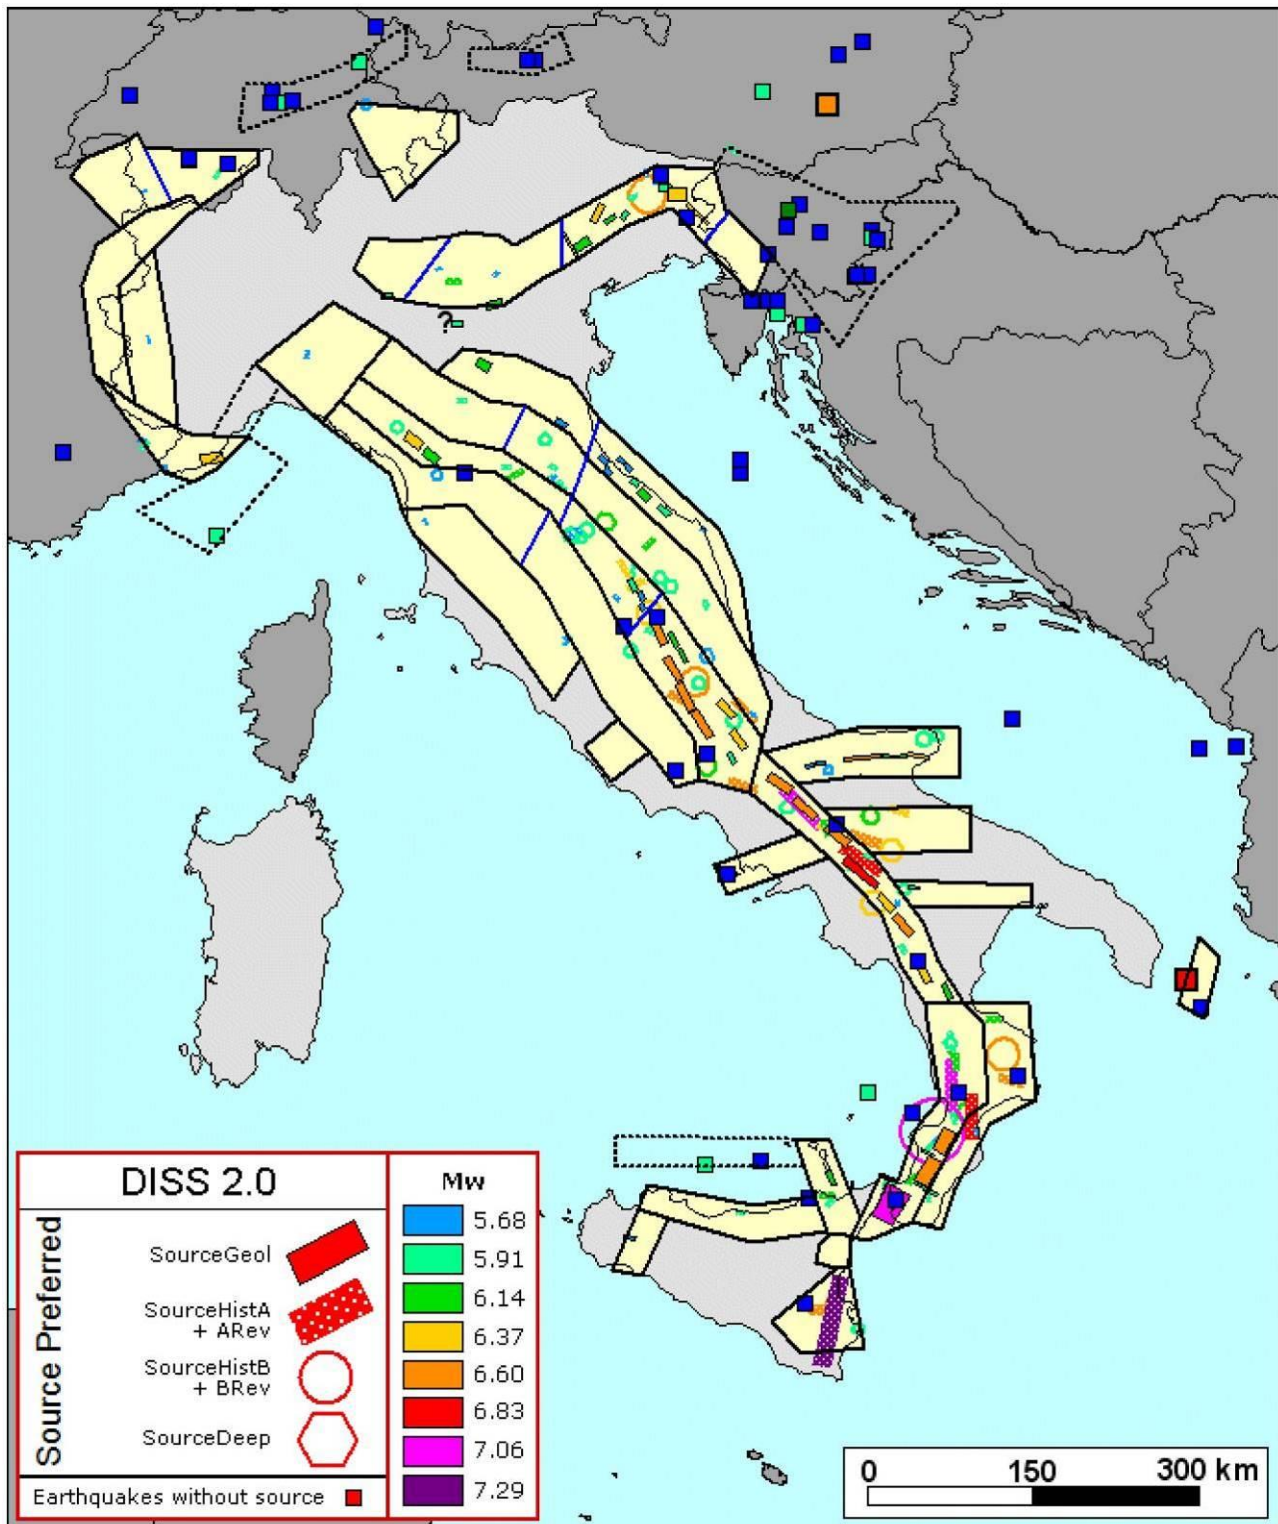 ?
DISS 2.0
Source Preferred
SourceGeol
SourceHistA
+ ARev
SourceHistB
+ BRev
SourceDeep
Earthquakes without source
Mw
5.68
5.91
6.14
6.37
6.60
6.83
7.06
7.29
0 150 300 km